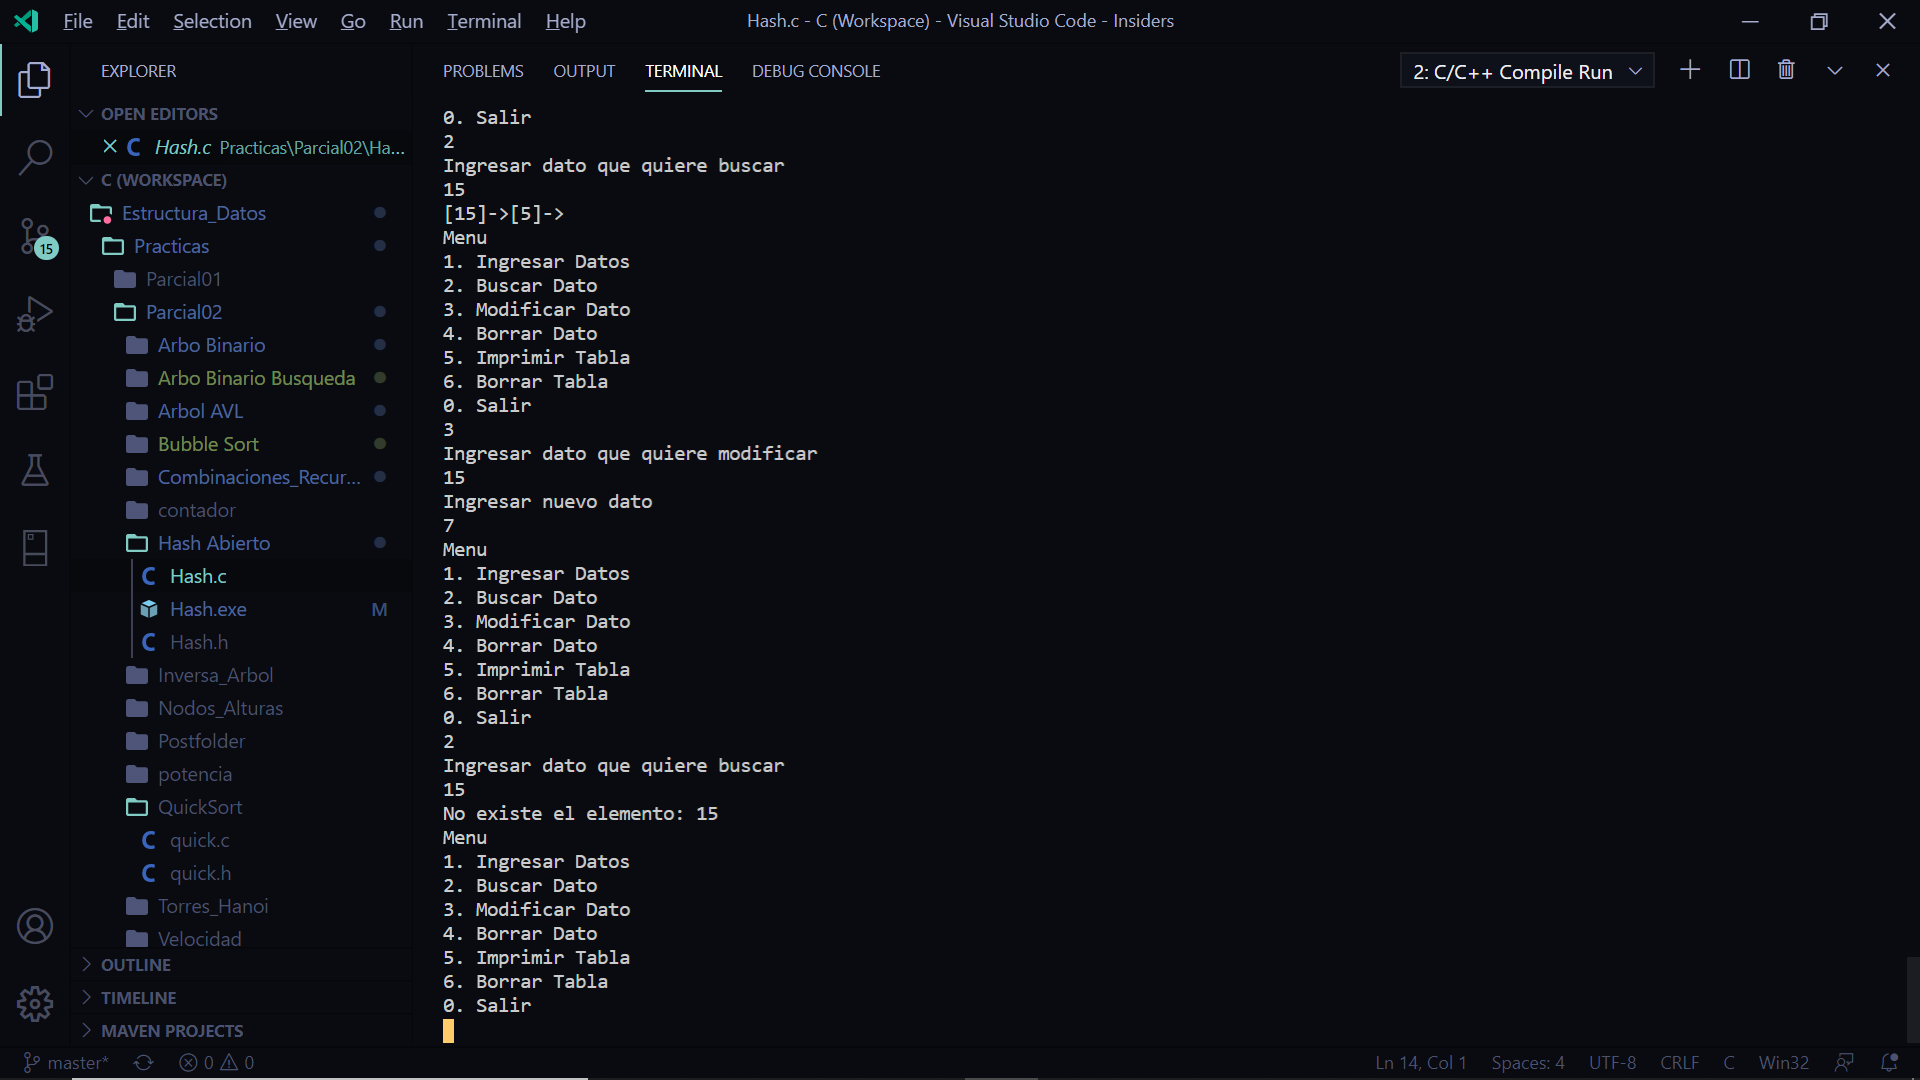 File Edit Selection View Go Run Terminal Help
Hash.c - C (Workspace) - Visual Studio Code - Insiders
EXPLORER
OPEN EDITORS
Hash.c Practicas\Parcial02\Ha...
C (WORKSPACE)
Estructura_Datos
Practicas
Parcial01
Parcial02
Arbo Binario
Arbo Binario Busqueda
Arbol AVL
Bubble Sort
Combinaciones_Recur...
contador
Hash Abierto
Hash.c
Hash.exe M
Hash.h
Inversa_Arbol
Nodos_Alturas
Postfolder
potencia
QuickSort
quick.c
quick.h
Torres_Hanoi
Velocidad
OUTLINE
TIMELINE
MAVEN PROJECTS
15
PROBLEMS OUTPUT TERMINAL DEBUG CONSOLE
2: C/C++ Compile Run
0. Salir
2
Ingresar dato que quiere buscar
15
[15]->[5]->
Menu
1. Ingresar Datos
2. Buscar Dato
3. Modificar Dato
4. Borrar Dato
5. Imprimir Tabla
6. Borrar Tabla
0. Salir
3
Ingresar dato que quiere modificar
15
Ingresar nuevo dato
7
Menu
1. Ingresar Datos
2. Buscar Dato
3. Modificar Dato
4. Borrar Dato
5. Imprimir Tabla
6. Borrar Tabla
0. Salir
2
Ingresar dato que quiere buscar
15
No existe el elemento: 15
Menu
1. Ingresar Datos
2. Buscar Dato
3. Modificar Dato
4. Borrar Dato
5. Imprimir Tabla
6. Borrar Tabla
0. Salir
master* 0 0
Ln 14, Col 1 Spaces: 4 UTF-8 CRLF C Win32